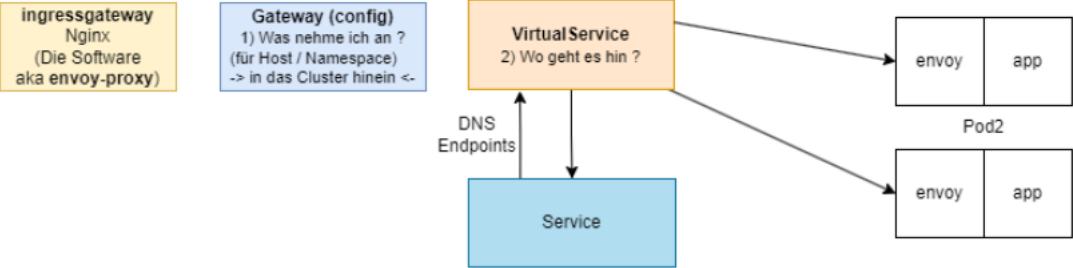 ingressgateway
Nginx
(Die Software
aka envoy-proxy)
Gateway (config)
1) Was nehme ich an ?
(für Host / Namespace)
-> in das Cluster hinein <-
VirtualService
2) Wo geht es hin ?
DNS
Endpoints
Service
envoy
app
Pod2
envoy
app